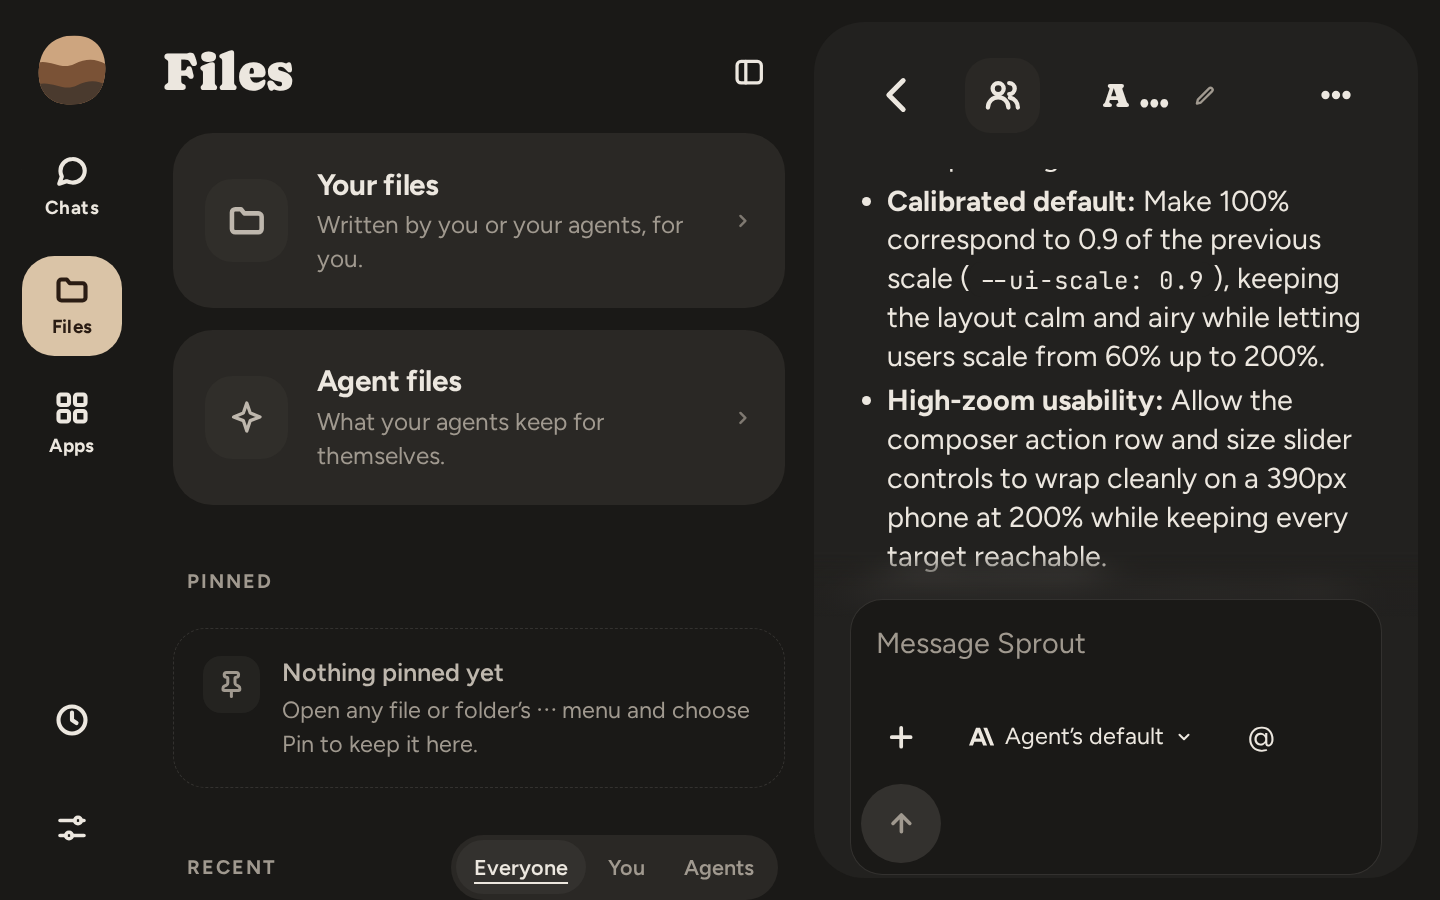 Files
Chats
Files
Apps
Your files
Written by you or your agents, for
you.
Agent files
What your agents keep for
themselves.
PINNED
Nothing pinned yet
Open any file or folder’s ··· menu and choose
Pin to keep it here.
RECENT
Everyone
You
Agents
A ...
• Calibrated default: Make 100%
correspond to 0.9 of the previous
scale ( --ui-scale: 0.9 ), keeping
the layout calm and airy while letting
users scale from 60% up to 200%.
• High-zoom usability: Allow the
composer action row and size slider
controls to wrap cleanly on a 390px
phone at 200% while keeping every
target reachable.
Message Sprout
Agent’s default
@